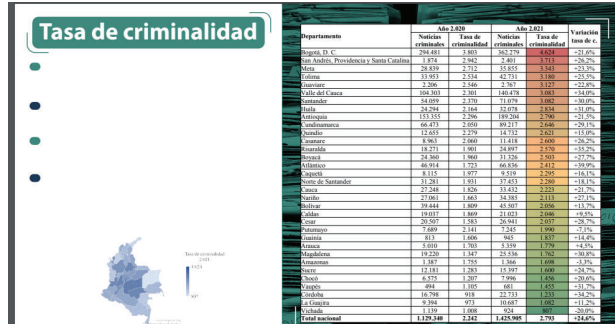 Tasa de criminalidad
Tasa de criminalidad
2.021
4.624
807
Año 2.020 Año 2.021 Variación tasa de c.
Departamento Noticias criminales Tasa de criminalidad Noticias criminales Tasa de criminalidad
Bogotá, D. C. 294.481 3.803 362.279 4.624 +21,6%
San Andrés, Providencia y Santa Catalina 1.874 2.942 2.401 3.713 +26,2%
Meta 28.839 2.712 35.855 3.343 +23,3%
Tolima 33.953 2.534 42.731 3.180 +25,5%
Guaviare 2.206 2.546 2.767 3.127 +22,8%
Valle del Cauca 104.303 2.301 140.478 3.083 +34,0%
Santander 54.059 2.370 71.079 3.082 +30,0%
Huila 24.294 2.164 32.078 2.834 +31,0%
Antioquia 153.355 2.296 189.204 2.790 +21,5%
Cundinamarca 66.473 2.050 89.217 2.646 +29,1%
Quindío 12.655 2.279 14.732 2.621 +15,0%
Casanare 8.963 2.060 11.418 2.600 +26,2%
Risaralda 18.271 1.901 24.897 2.570 +35,2%
Boyacá 24.360 1.960 31.326 2.503 +27,7%
Atlántico 46.914 1.723 66.836 2.412 +39,9%
Caquetá 8.115 1.977 9.519 2.295 +16,1%
Norte de Santander 31.281 1.931 37.453 2.280 +18,1%
Cauca 27.248 1.826 33.432 2.223 +21,7%
Nariño 27.061 1.663 34.385 2.113 +27,1%
Bolívar 39.444 1.809 45.507 2.056 +13,7%
Caldas 19.037 1.869 21.023 2.046 +9,5%
Cesar 20.507 1.583 26.941 2.037 +28,7%
Putumayo 7.689 2.141 7.245 1.990 -7,1%
Guainía 813 1.606 945 1.837 +14,4%
Arauca 5.010 1.703 5.359 1.779 +4,5%
Magdalena 19.220 1.347 25.536 1.762 +30,8%
Amazonas 1.387 1.755 1.366 1.698 -3,3%
Sucre 12.181 1.283 15.397 1.600 +24,7%
Chocó 6.575 1.207 7.996 1.456 +20,6%
Vaupés 494 1.105 681 1.455 +31,7%
Córdoba 16.798 918 22.733 1.233 +34,2%
La Guajira 9.394 973 10.687 1.082 +11,2%
Vichada 1.139 1.008 924 807 -20,0%
Total nacional 1.129.340 2.242 1.425.905 2.793 +24,6%